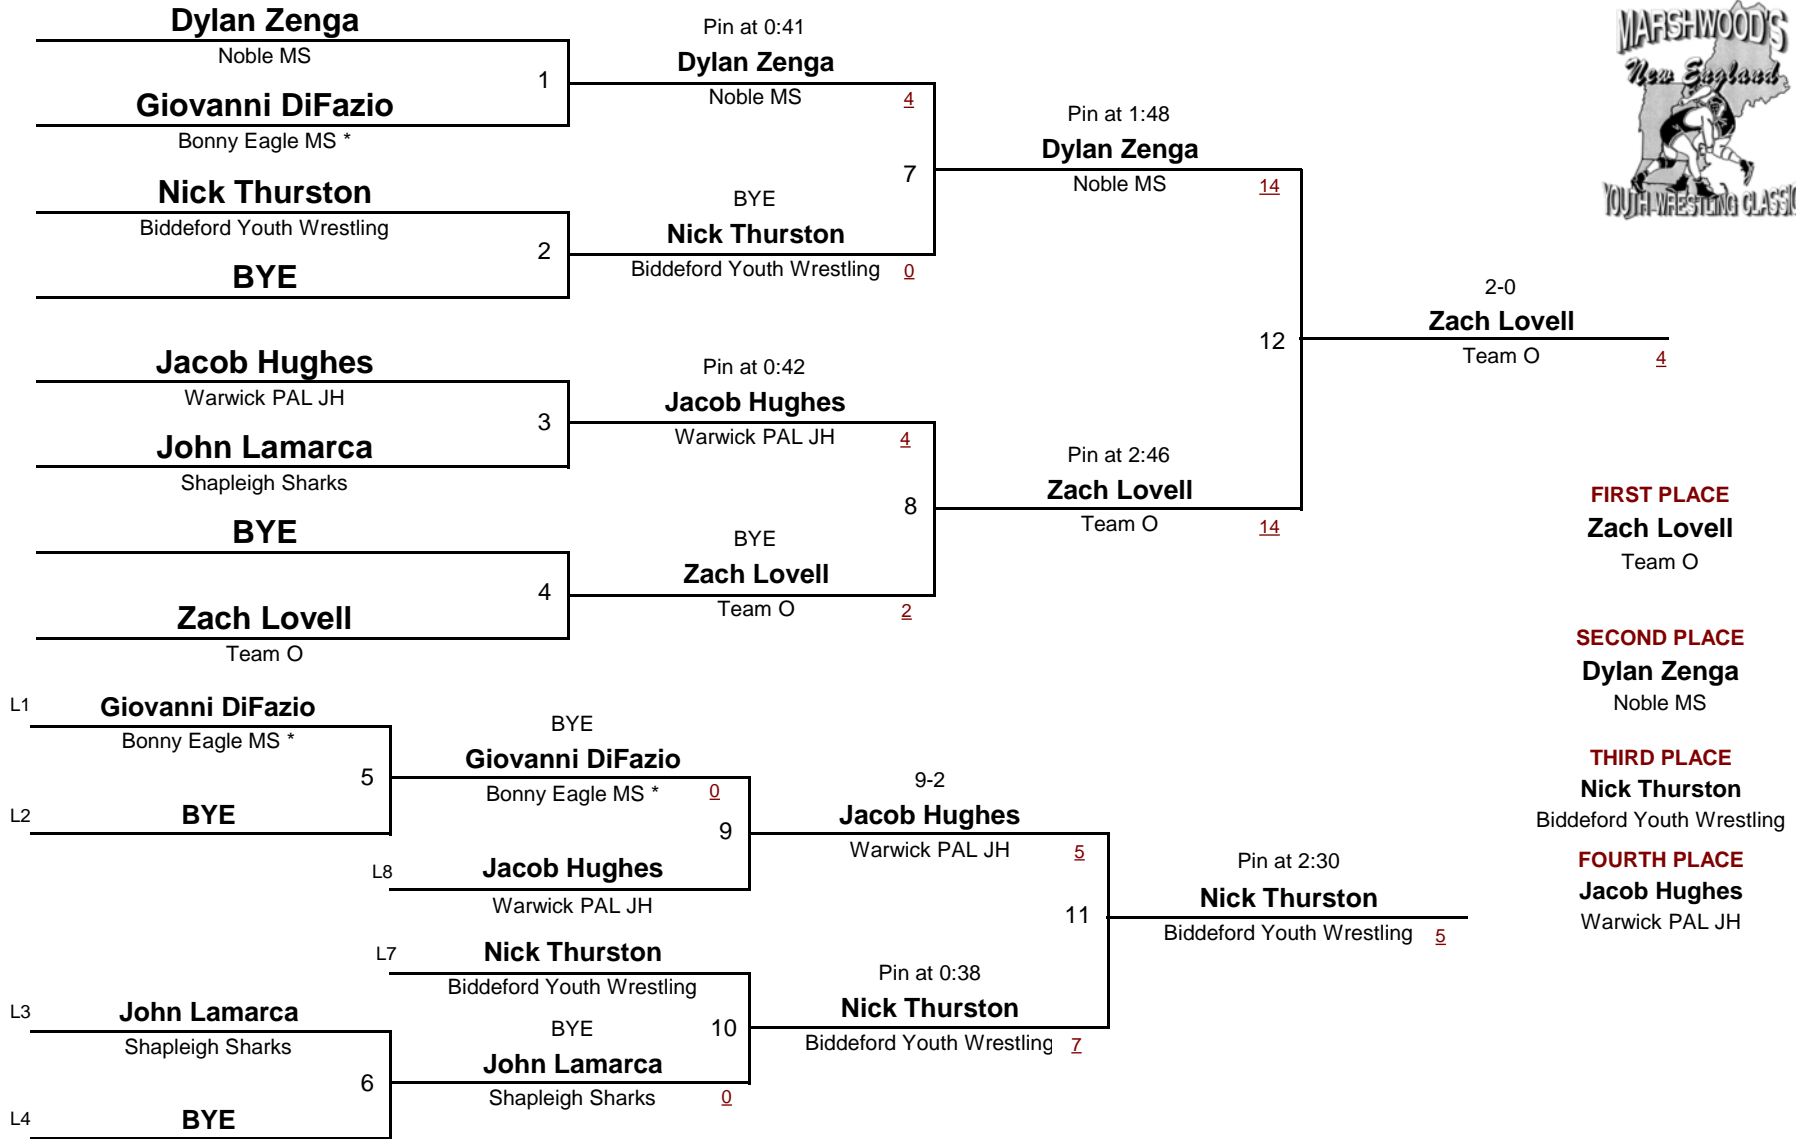 Dylan Zenga
Noble MS
1
Giovanni DiFazio
Bonny Eagle MS *
Nick Thurston
Biddeford Youth Wrestling
2
BYE
Jacob Hughes
Warwick PAL JH
3
John Lamarca
Shapleigh Sharks
BYE
4
Zach Lovell
Team O
Pin at 0:41
Dylan Zenga
Noble MS 4
7
BYE
Nick Thurston
Biddeford Youth Wrestling 0
Pin at 0:42
Jacob Hughes
Warwick PAL JH 4
8
BYE
Zach Lovell
Team O 2
Pin at 1:48
Dylan Zenga
Noble MS 14
12
Pin at 2:46
Zach Lovell
Team O 14
2-0
Zach Lovell
Team O 4
MARSHWOOD'S
New England
YOUTH WRESTLING CLASSIC
FIRST PLACE
Zach Lovell
Team O
SECOND PLACE
Dylan Zenga
Noble MS
THIRD PLACE
Nick Thurston
Biddeford Youth Wrestling
FOURTH PLACE
Jacob Hughes
Warwick PAL JH
L1 Giovanni DiFazio
Bonny Eagle MS *
5
L2 BYE
BYE
Giovanni DiFazio
Bonny Eagle MS * 0
9
L8 Jacob Hughes
Warwick PAL JH
L7 Nick Thurston
Biddeford Youth Wrestling
10
L3 John Lamarca
Shapleigh Sharks
6
L4 BYE
BYE
John Lamarca
Shapleigh Sharks 0
9-2
Jacob Hughes
Warwick PAL JH 5
11
Pin at 0:38
Nick Thurston
Biddeford Youth Wrestling 7
Pin at 2:30
Nick Thurston
Biddeford Youth Wrestling 5